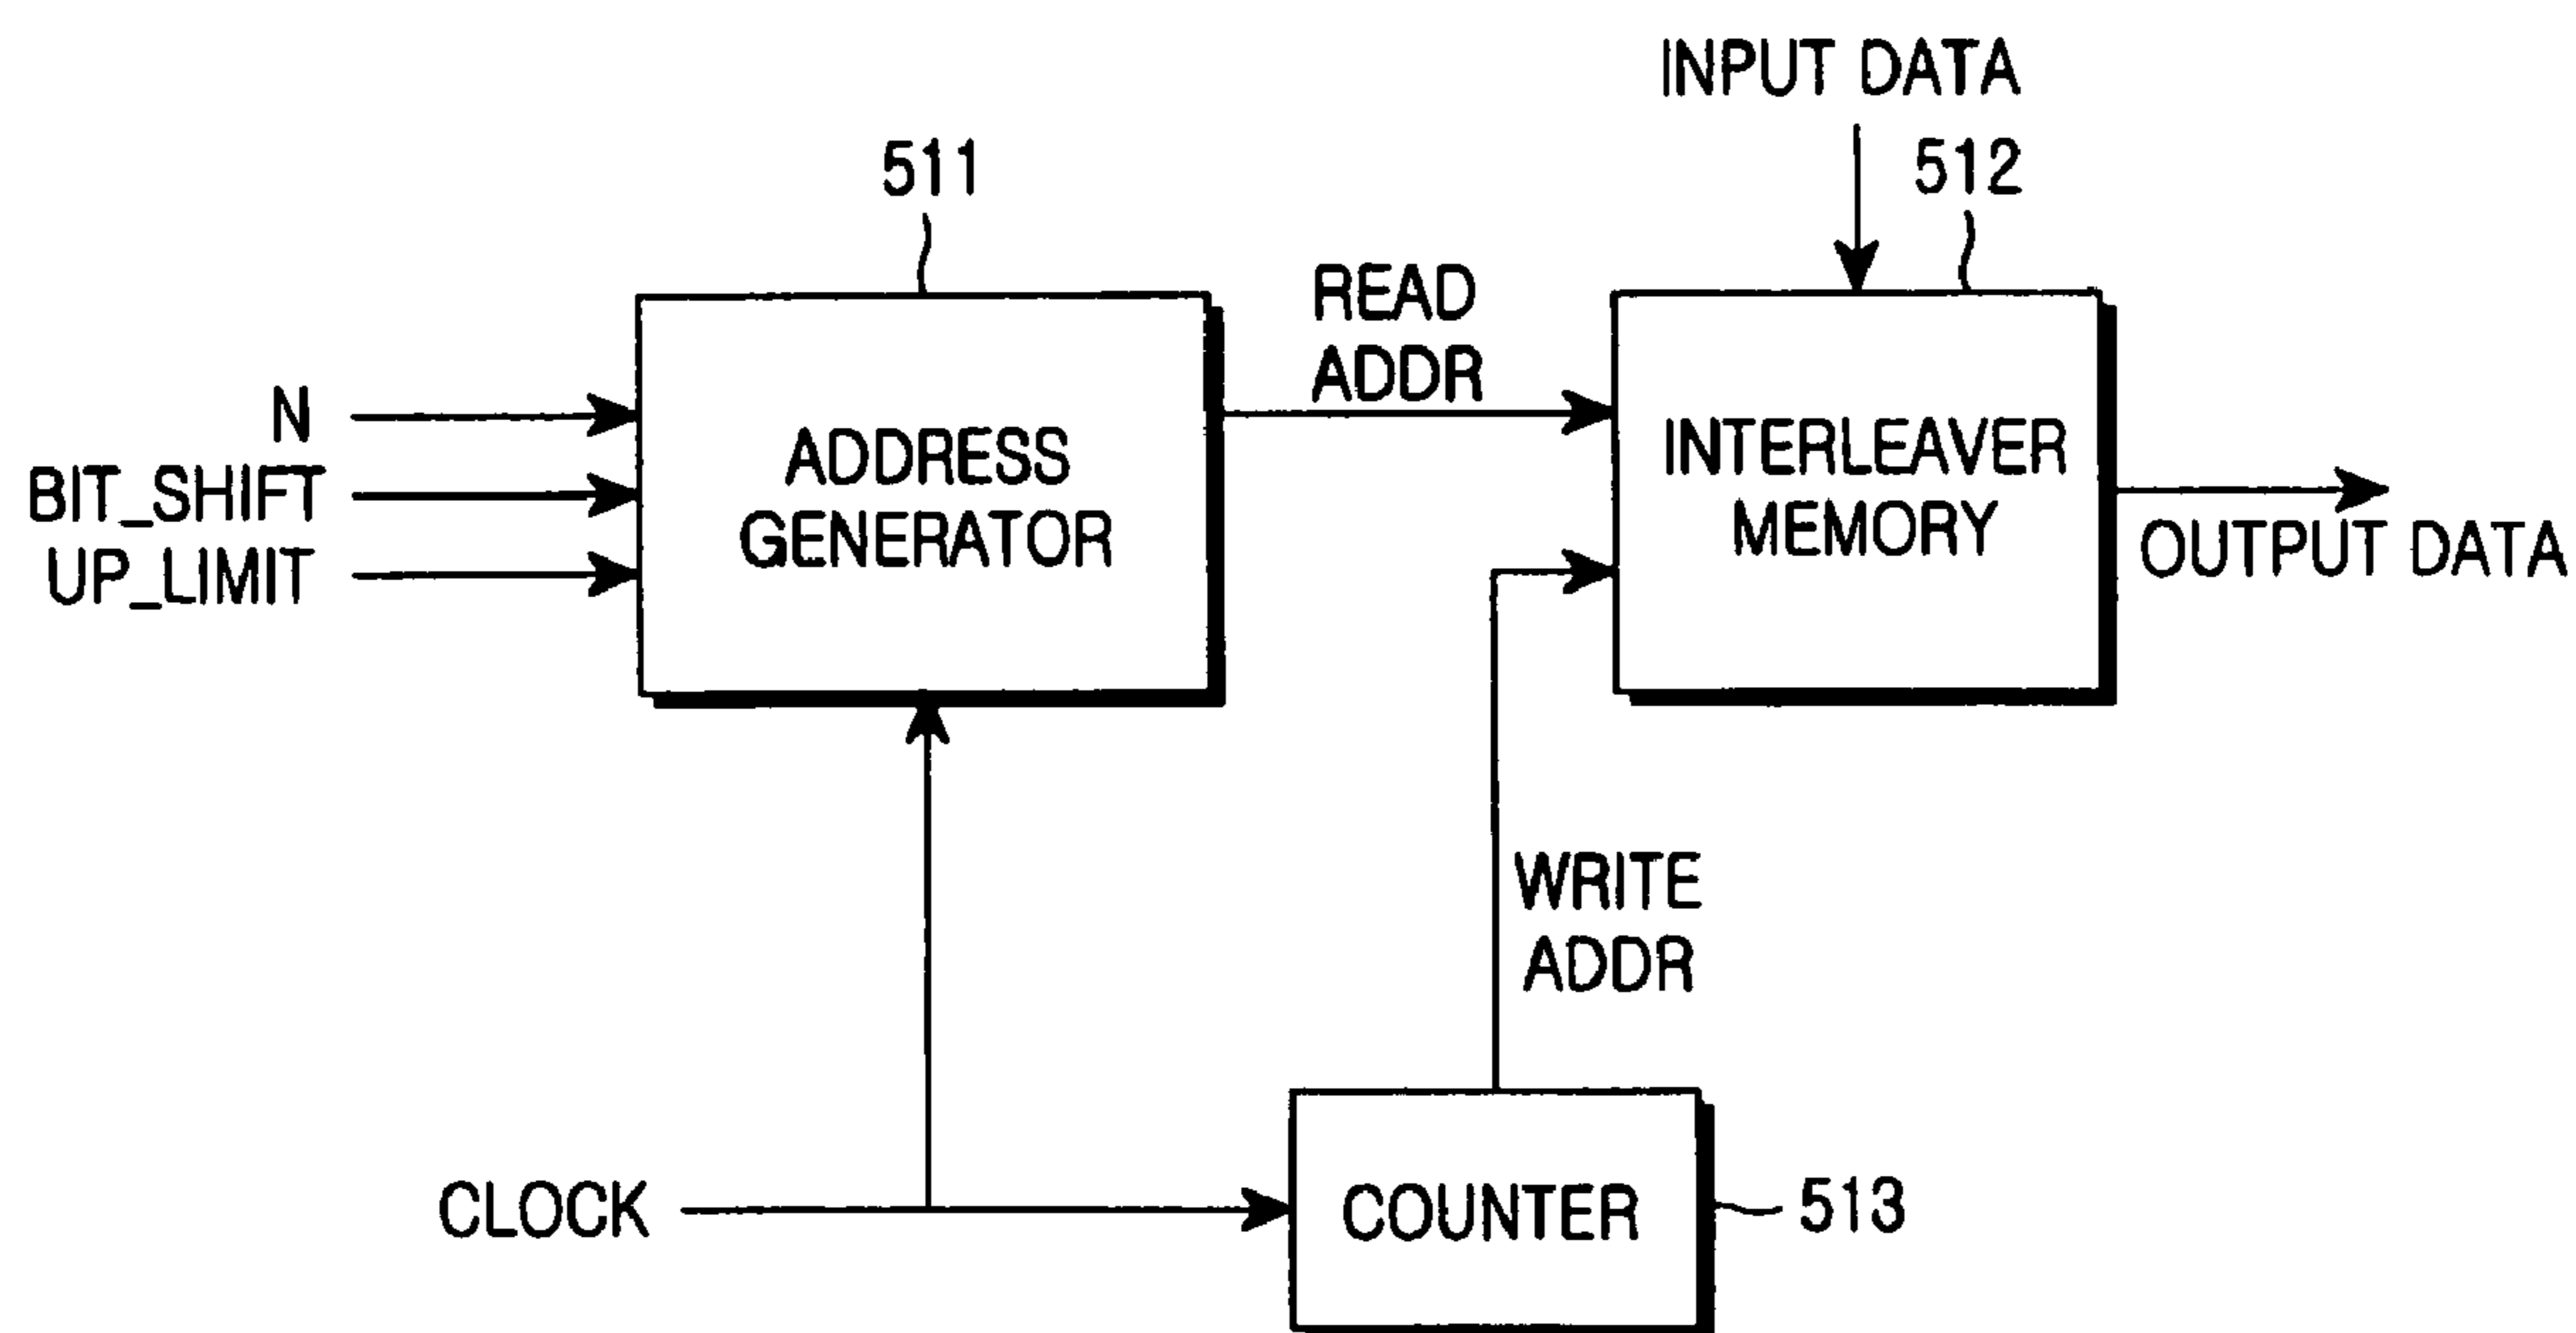 INPUT DATA
511
512
READ
ADDR
N
BIT_SHIFT
UP_LIMIT
ADDRESS
GENERATOR
INTERLEAVER
MEMORY
OUTPUT DATA
WRITE
ADDR
CLOCK
COUNTER
513